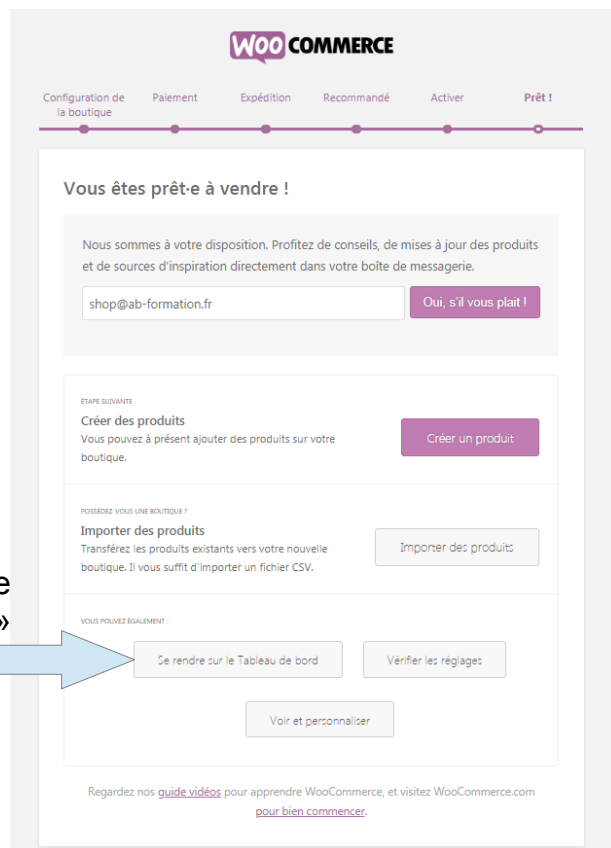 WOO COMMERCE
Configuration de
la boutique
Paiement
Expédition
Recommandé
Activer
Prêt !
Vous êtes prêt·e à vendre !
Nous sommes à votre disposition. Profitez de conseils, de mises à jour des produits
et de sources d'inspiration directement dans votre boîte de messagerie.
shop@ab-formation.fr
Oui, s'il vous plait !
ÉTAPE SUIVANTE
Créer des produits
Vous pouvez à présent ajouter des produits sur votre
boutique.
Créer un produit
POSSÉDEZ-VOUS UNE BOUTIQUE ?
Importer des produits
Transférez les produits existants vers votre nouvelle
boutique. Il vous suffit d'importer un fichier CSV.
Importer des produits
e
»
VOUS POUVEZ ÉGALEMENT :
Se rendre sur le Tableau de bord
Vérifier les réglages
Voir et personnaliser
Regardez nos guide vidéos pour apprendre WooCommerce, et visitez WooCommerce.com
pour bien commencer.